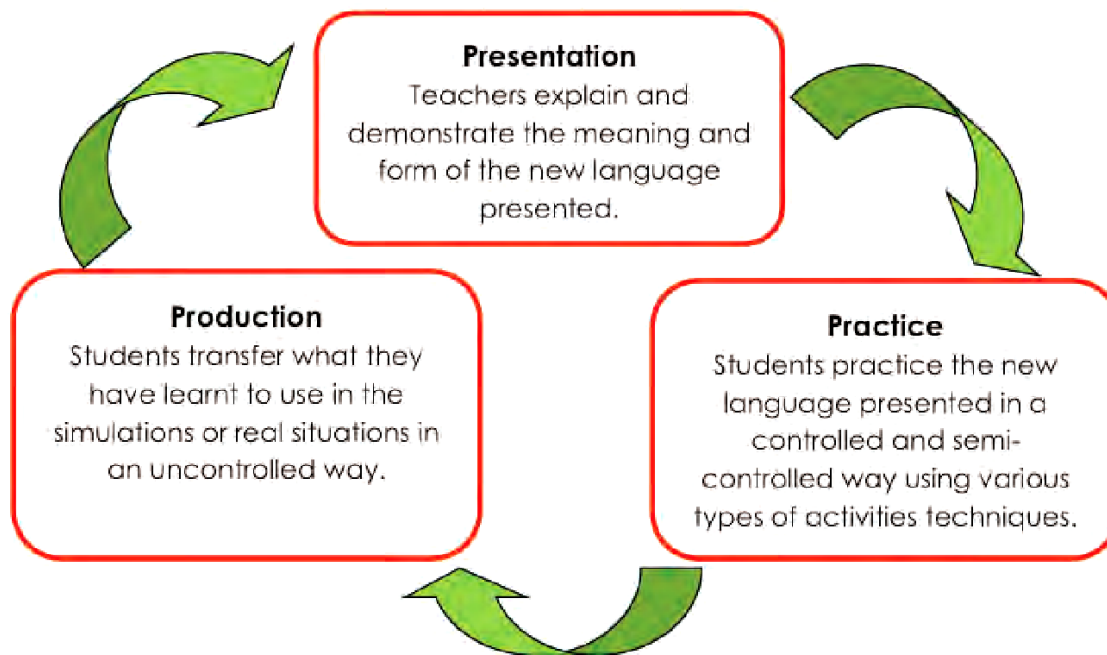 Presentation
Teachers explain and
demonstrate the meaning and
form of the new language
presented.
Practice
Students practice the new
language presented in a
controlled and semi-
controlled way using various
types of activities techniques.
Production
Students transfer what they
have learnt to use in the
simulations or real situations in
an uncontrolled way.